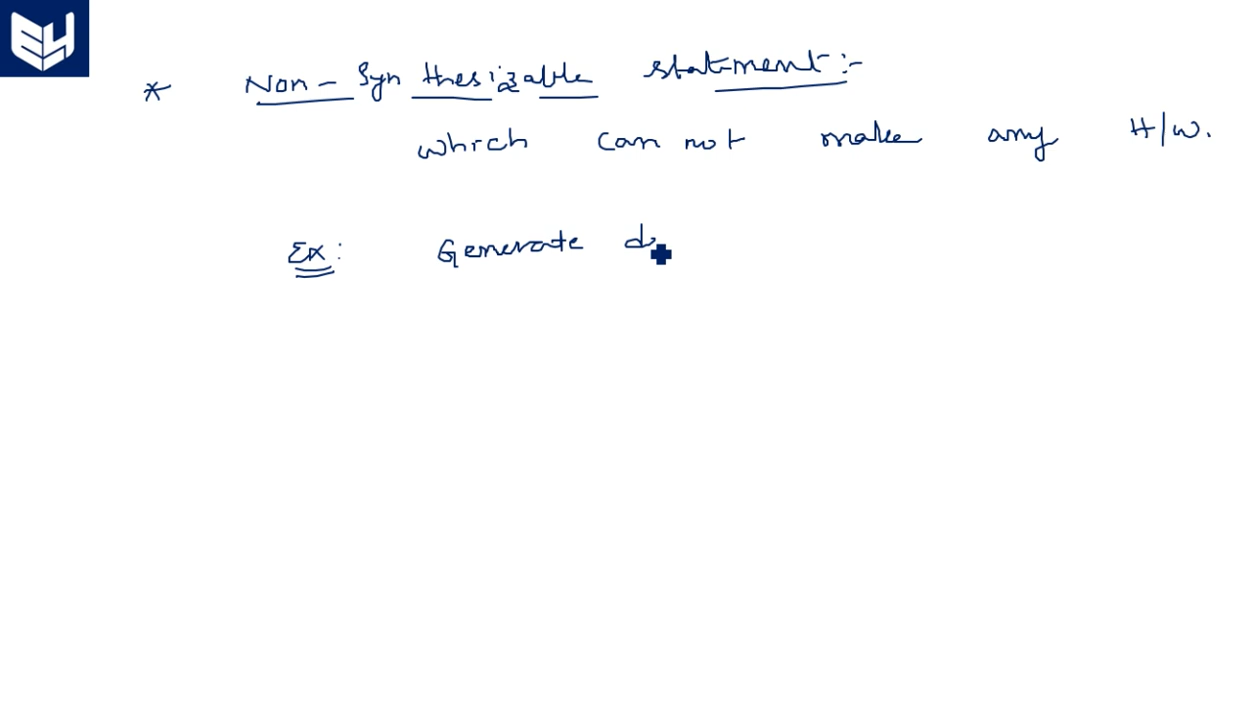 * Non-Synthesizable statement:-
which can not make any H/W.
Ex: Generate d